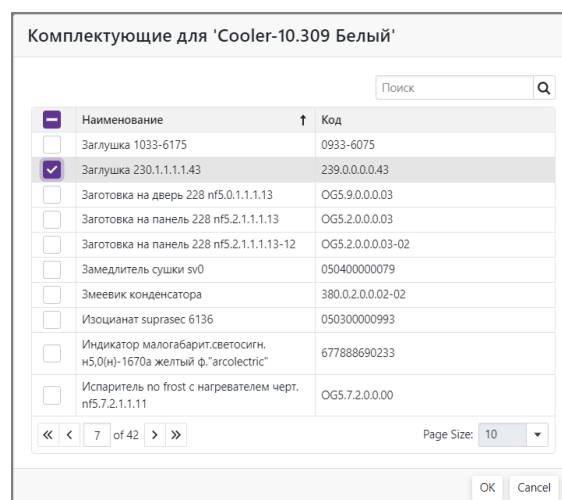 Комплектующие для 'Cooler-10.309 Белый'
Поиск
Наименование ↑ Код
Заглушка 1033-6175 0933-6075
Заглушка 230.1.1.1.1.43 239.0.0.0.0.43
Заготовка на дверь 228 nf5.0.1.1.1.13 OG5.9.0.0.0.03
Заготовка на панель 228 nf5.2.1.1.1.13 OG5.2.0.0.0.03
Заготовка на панель 228 nf5.2.1.1.1.13-12 OG5.2.0.0.0.03-02
Замедлитель сушки sv0 050400000079
Змеевик конденсатора 380.0.2.0.0.02-02
Изоцианат suprasec 6136 050300000993
Индикатор малогабарит.светосигн.
н5,0(н)-1670а желтый ф."arcolectric" 677888690233
Испаритель no frost с нагревателем черт.
nf5.7.2.1.1.11 OG5.7.2.0.0.00
7 of 42 Page Size: 10
OK Cancel